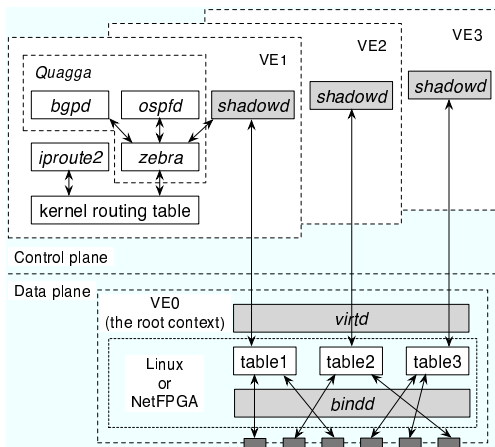 VE3
VE2
VE1
Quagga
bgpd
ospfd
shadowd
shadowd
shadowd
iproute2
zebra
kernel routing table
Control plane
Data plane
VE0
(the root context)
virtd
Linux
or
NetFPGA
table1
table2
table3
bindd